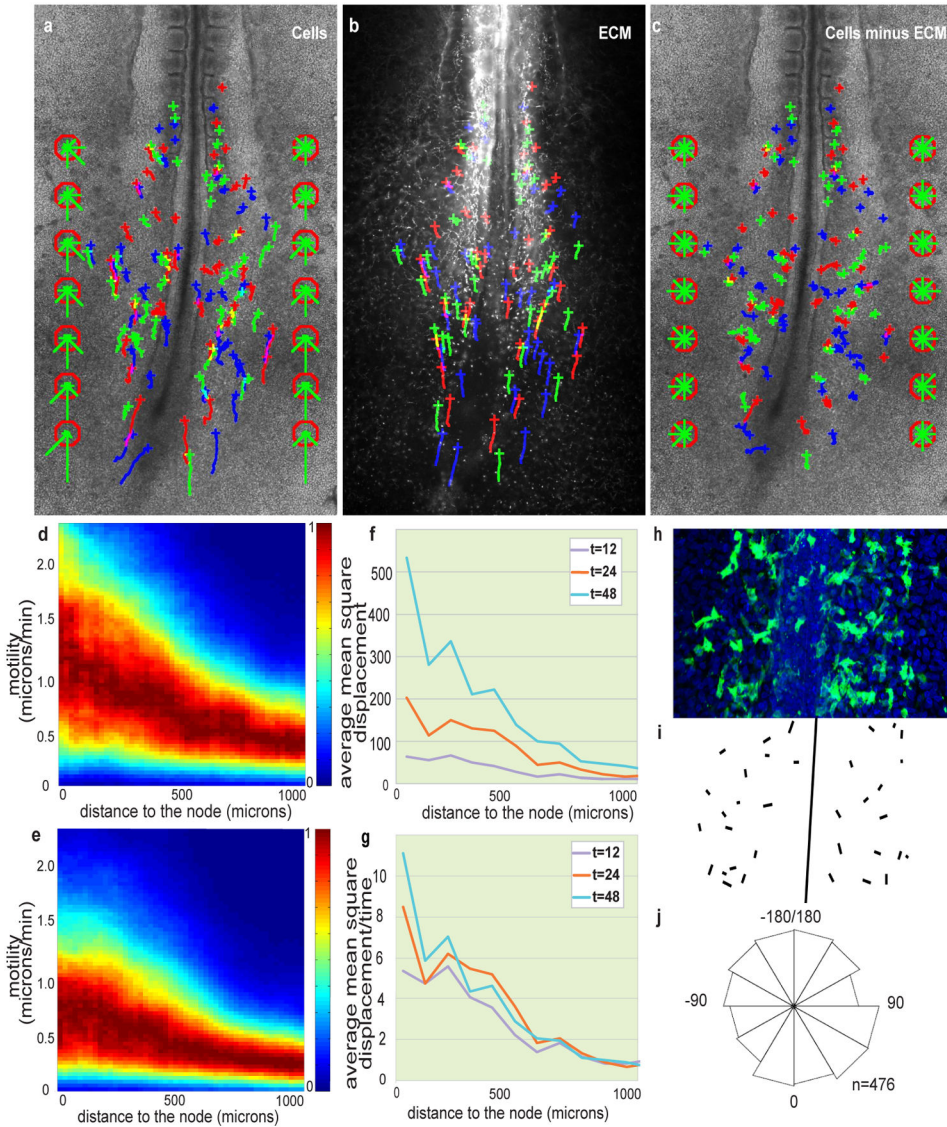 a
Cells
b
ECM
c
Cells minus ECM
d
motility
(microns/min)
2.0
1.5
1.0
0.5
0
0
500
1000
distance to the node (microns)
1
0
e
motility
(microns/min)
2.0
1.5
1.0
0.5
0
0
500
1000
distance to the node (microns)
1
0
f
average mean square
displacement
500
400
300
200
100
0
0
500
1000
distance to the node (microns)
t=12
t=24
t=48
g
average mean square
displacement/time
10
8
6
4
2
0
0
500
1000
distance to the node (microns)
t=12
t=24
t=48
h
i
j
-180/180
-90
90
n=476
0